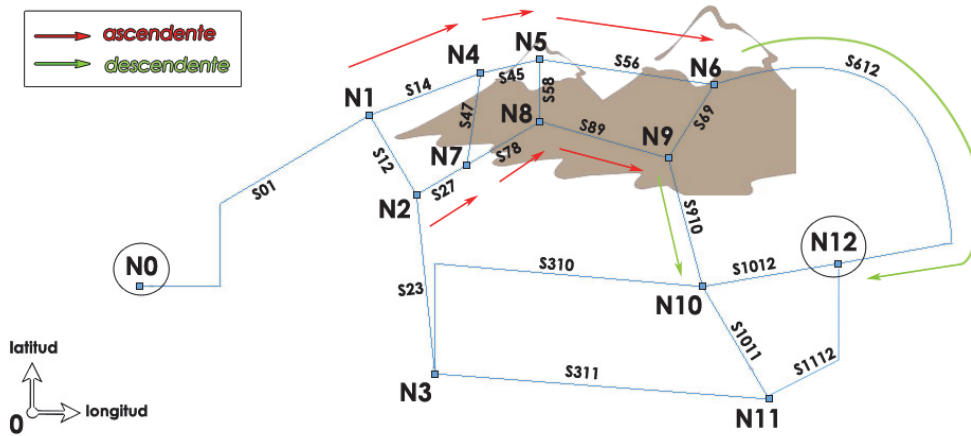 ascendente
descendente
N4
N5
S14
S45
S56
N6
S612
N1
S47
S58
N8
S89
S69
S12
N7
S78
N9
S01
S27
N2
S910
N0
N12
S23
S310
S1012
N10
latitud
S1011
S1112
N3
S311
0
longitud
N11